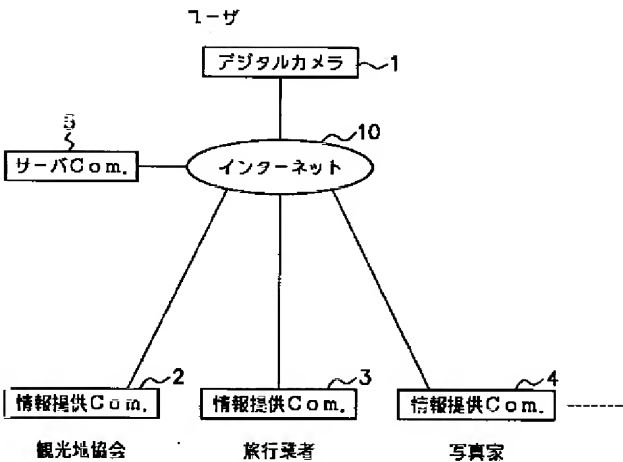 ユーザ
デジタルカメラ 1
10
5
サーバCom.
インターネット
2
3
4
情報提供Com.
情報提供Com.
情報提供Com.
観光地協会
旅行業者
写真家